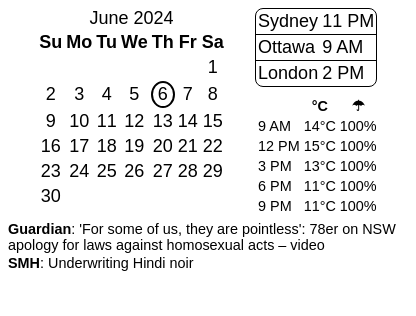 June 2024
Su Mo Tu We Th Fr Sa
1
2 3 4 5 6 7 8
9 10 11 12 13 14 15
16 17 18 19 20 21 22
23 24 25 26 27 28 29
30
Sydney 11 PM
Ottawa 9 AM
London 2 PM
°C ☂
9 AM 14°C 100%
12 PM 15°C 100%
3 PM 13°C 100%
6 PM 11°C 100%
9 PM 11°C 100%
Guardian: 'For some of us, they are pointless': 78er on NSW
apology for laws against homosexual acts – video
SMH: Underwriting Hindi noir